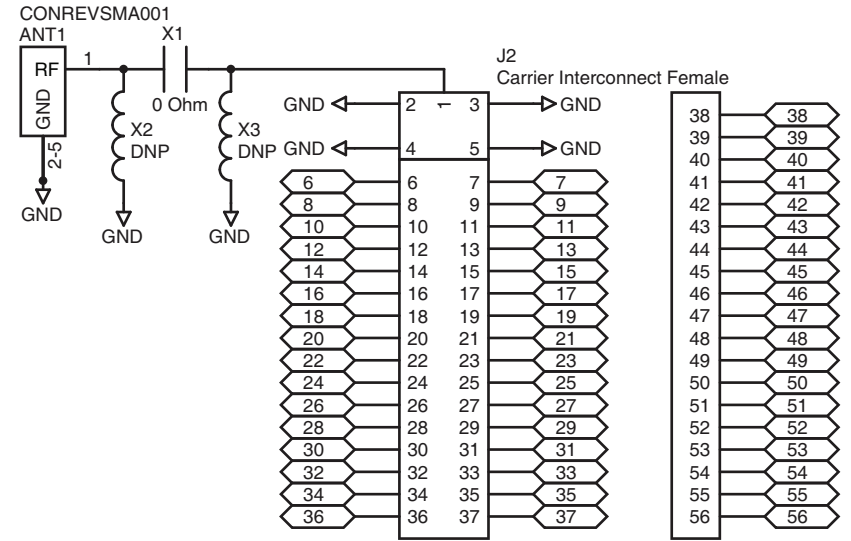 CONREVSMA001
ANT1
X1
RF
1
GND
2-5
GND
0 Ohm
X2
DNP
GND
X3
DNP
GND
J2
Carrier Interconnect Female
1
GND 2 3 GND
GND 4 5 GND
6 6 7 7
8 8 9 9
10 10 11 11
12 12 13 13
14 14 15 15
16 16 17 17
18 18 19 19
20 20 21 21
22 22 23 23
24 24 25 25
26 26 27 27
28 28 29 29
30 30 31 31
32 32 33 33
34 34 35 35
36 36 37 37
38 38
39 39
40 40
41 41
42 42
43 43
44 44
45 45
46 46
47 47
48 48
49 49
50 50
51 51
52 52
53 53
54 54
55 55
56 56